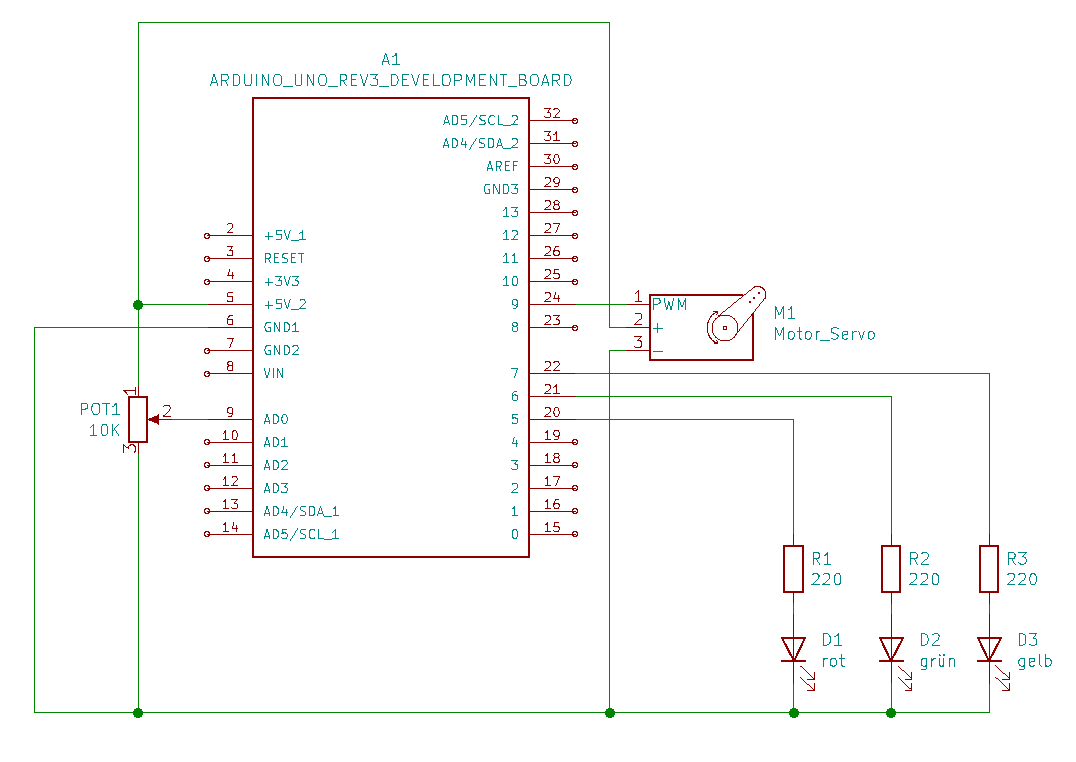 A1
ARDUINO_UNO_REV3_DEVELOPMENT_BOARD
AD5/SCL_2 32
AD4/SDA_2 31
AREF 30
GND3 29
13 28
2 +5V_1 12 27
3 RESET 11 26
4 +3V3 10 25
5 +5V_2 9 24
6 GND1 8 23
7 GND2
8 VIN 7 22
6 21
9 AD0 5 20
10 AD1 4 19
11 AD2 3 18
12 AD3 2 17
13 AD4/SDA_1 1 16
14 AD5/SCL_1 0 15
1 PWM
2 +
3 −
M1
Motor_Servo
1
POT1
10K
2
3
R1
220
R2
220
R3
220
D1
rot
D2
grün
D3
gelb